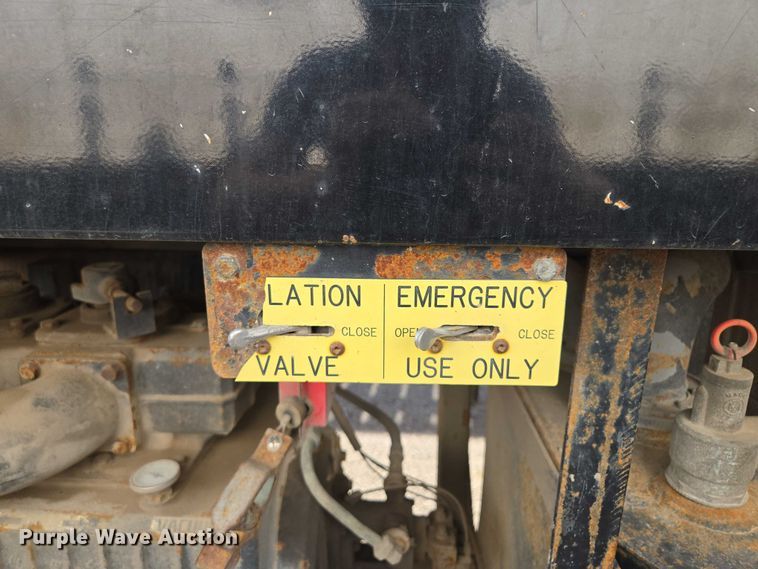 LATION EMERGENCY
CLOSE OPEN CLOSE
VALVE USE ONLY
Purple Wave Auction